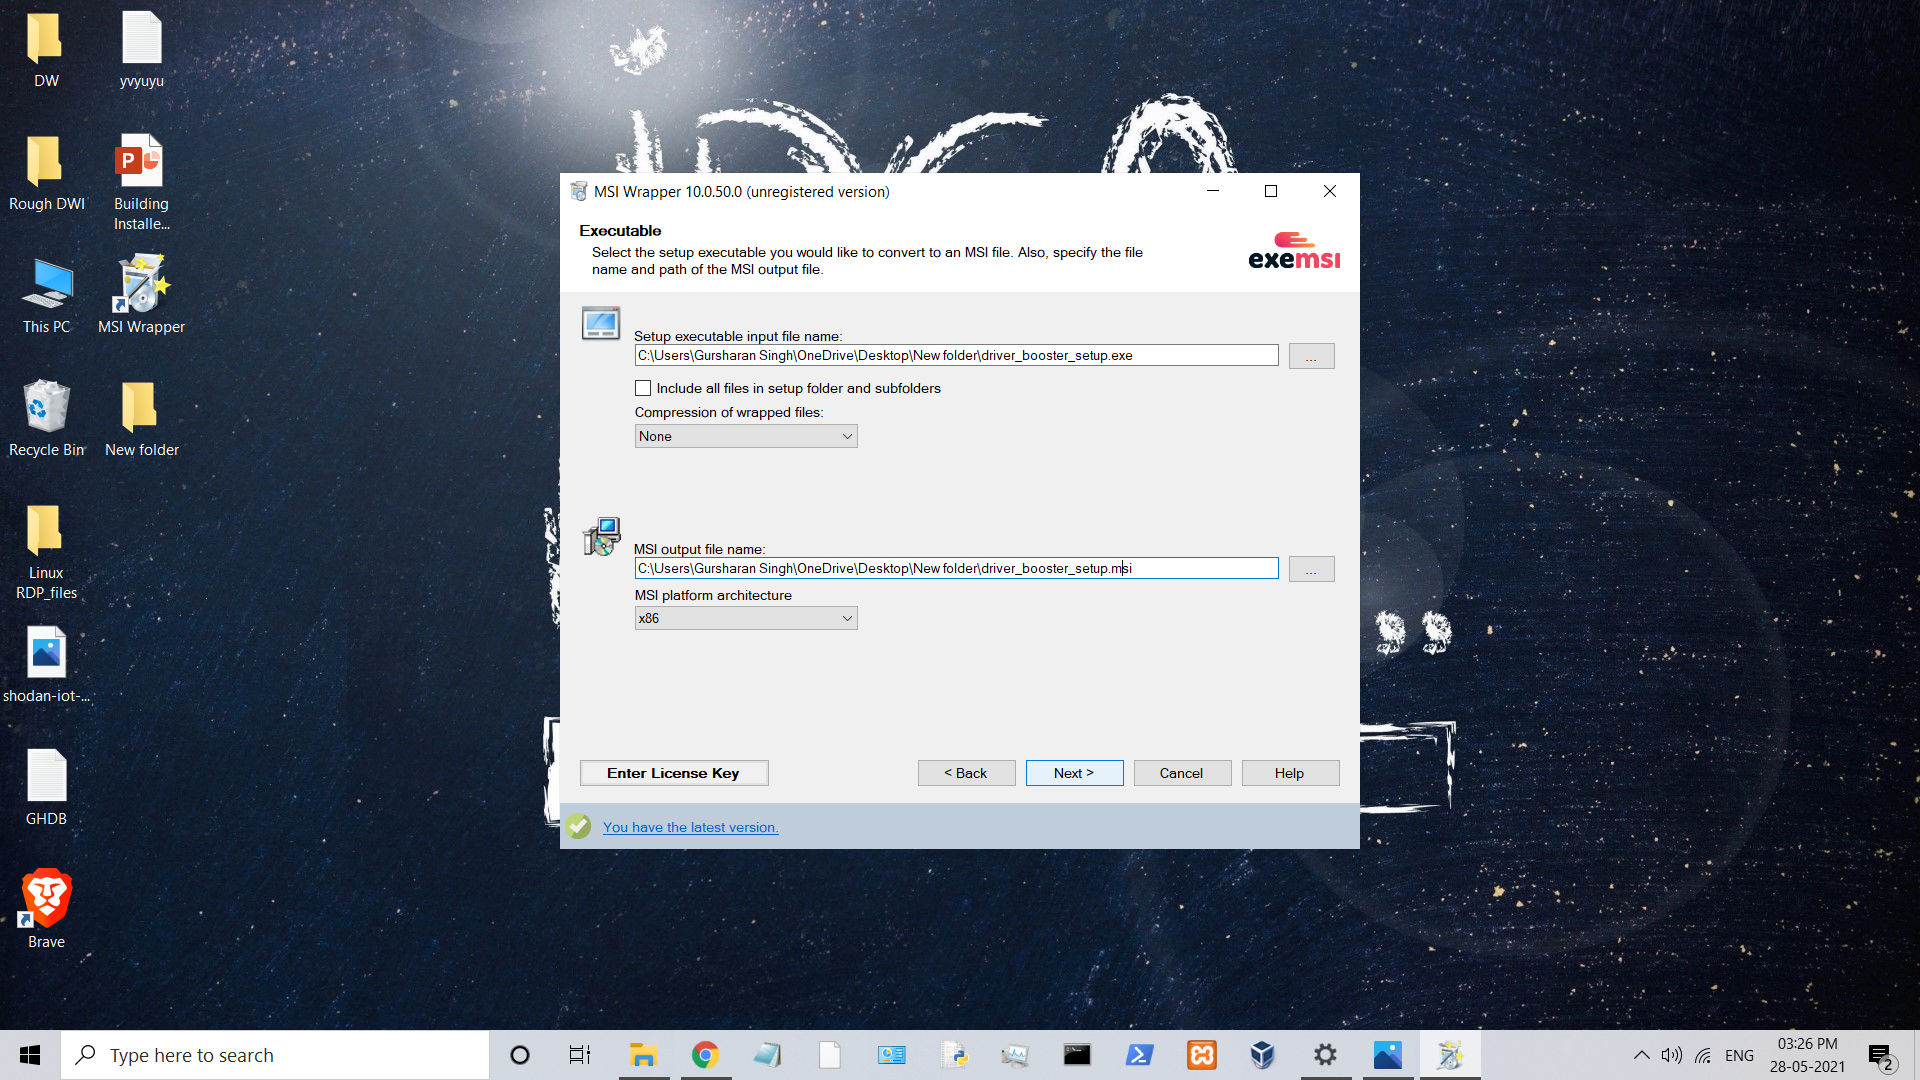 DW
yvyuyu
Rough DWI
Building
Installe...
This PC
MSI Wrapper
Recycle Bin
New folder
Linux
RDP_files
shodan-iot-...
GHDB
Brave
MSI Wrapper 10.0.50.0 (unregistered version)
Executable
Select the setup executable you would like to convert to an MSI file. Also, specify the file
name and path of the MSI output file.
exemsi
Setup executable input file name:
C:\Users\Gursharan Singh\OneDrive\Desktop\New folder\driver_booster_setup.exe
...
Include all files in setup folder and subfolders
Compression of wrapped files:
None
MSI output file name:
C:\Users\Gursharan Singh\OneDrive\Desktop\New folder\driver_booster_setup.msi
...
MSI platform architecture
x86
Enter License Key
< Back
Next >
Cancel
Help
You have the latest version.
Type here to search
ENG
03:26 PM
28-05-2021
2